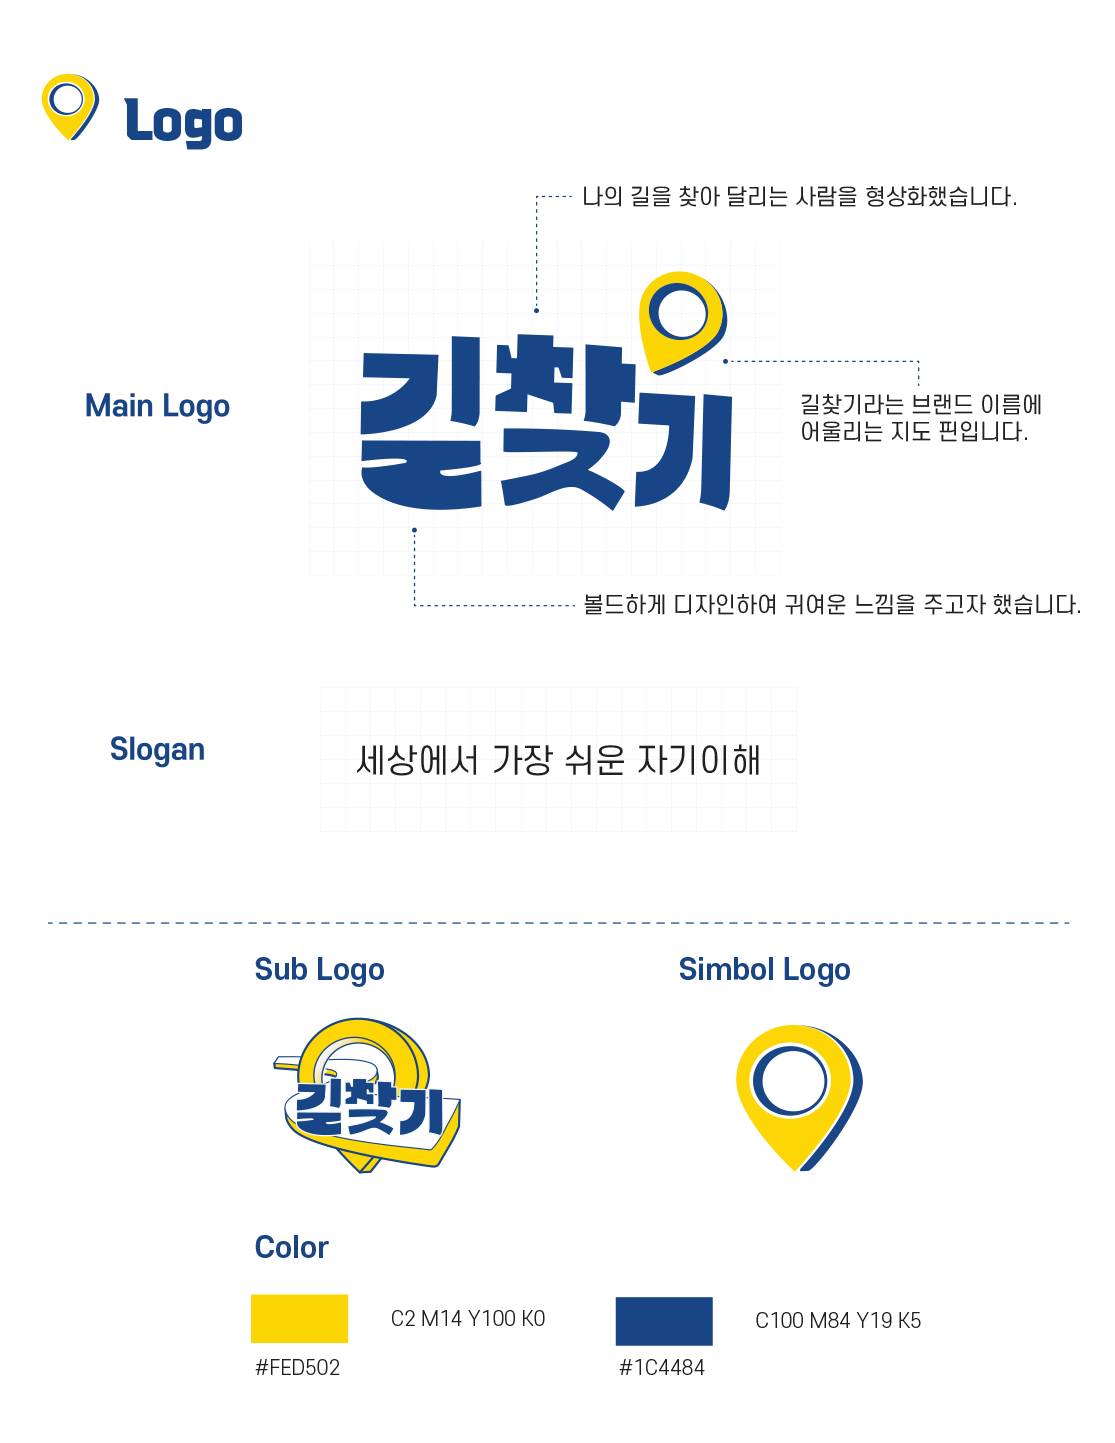 Logo
나의 길을 찾아 달리는 사람을 형상화했습니다.
Main Logo
길찾기
길찾기라는 브랜드 이름에
어울리는 지도 핀입니다.
볼드하게 디자인하여 귀여운 느낌을 주고자 했습니다.
Slogan
세상에서 가장 쉬운 자기이해
Sub Logo
Simbol Logo
길찾기
Color
C2 M14 Y100 K0
C100 M84 Y19 K5
#FED502
#1C4484